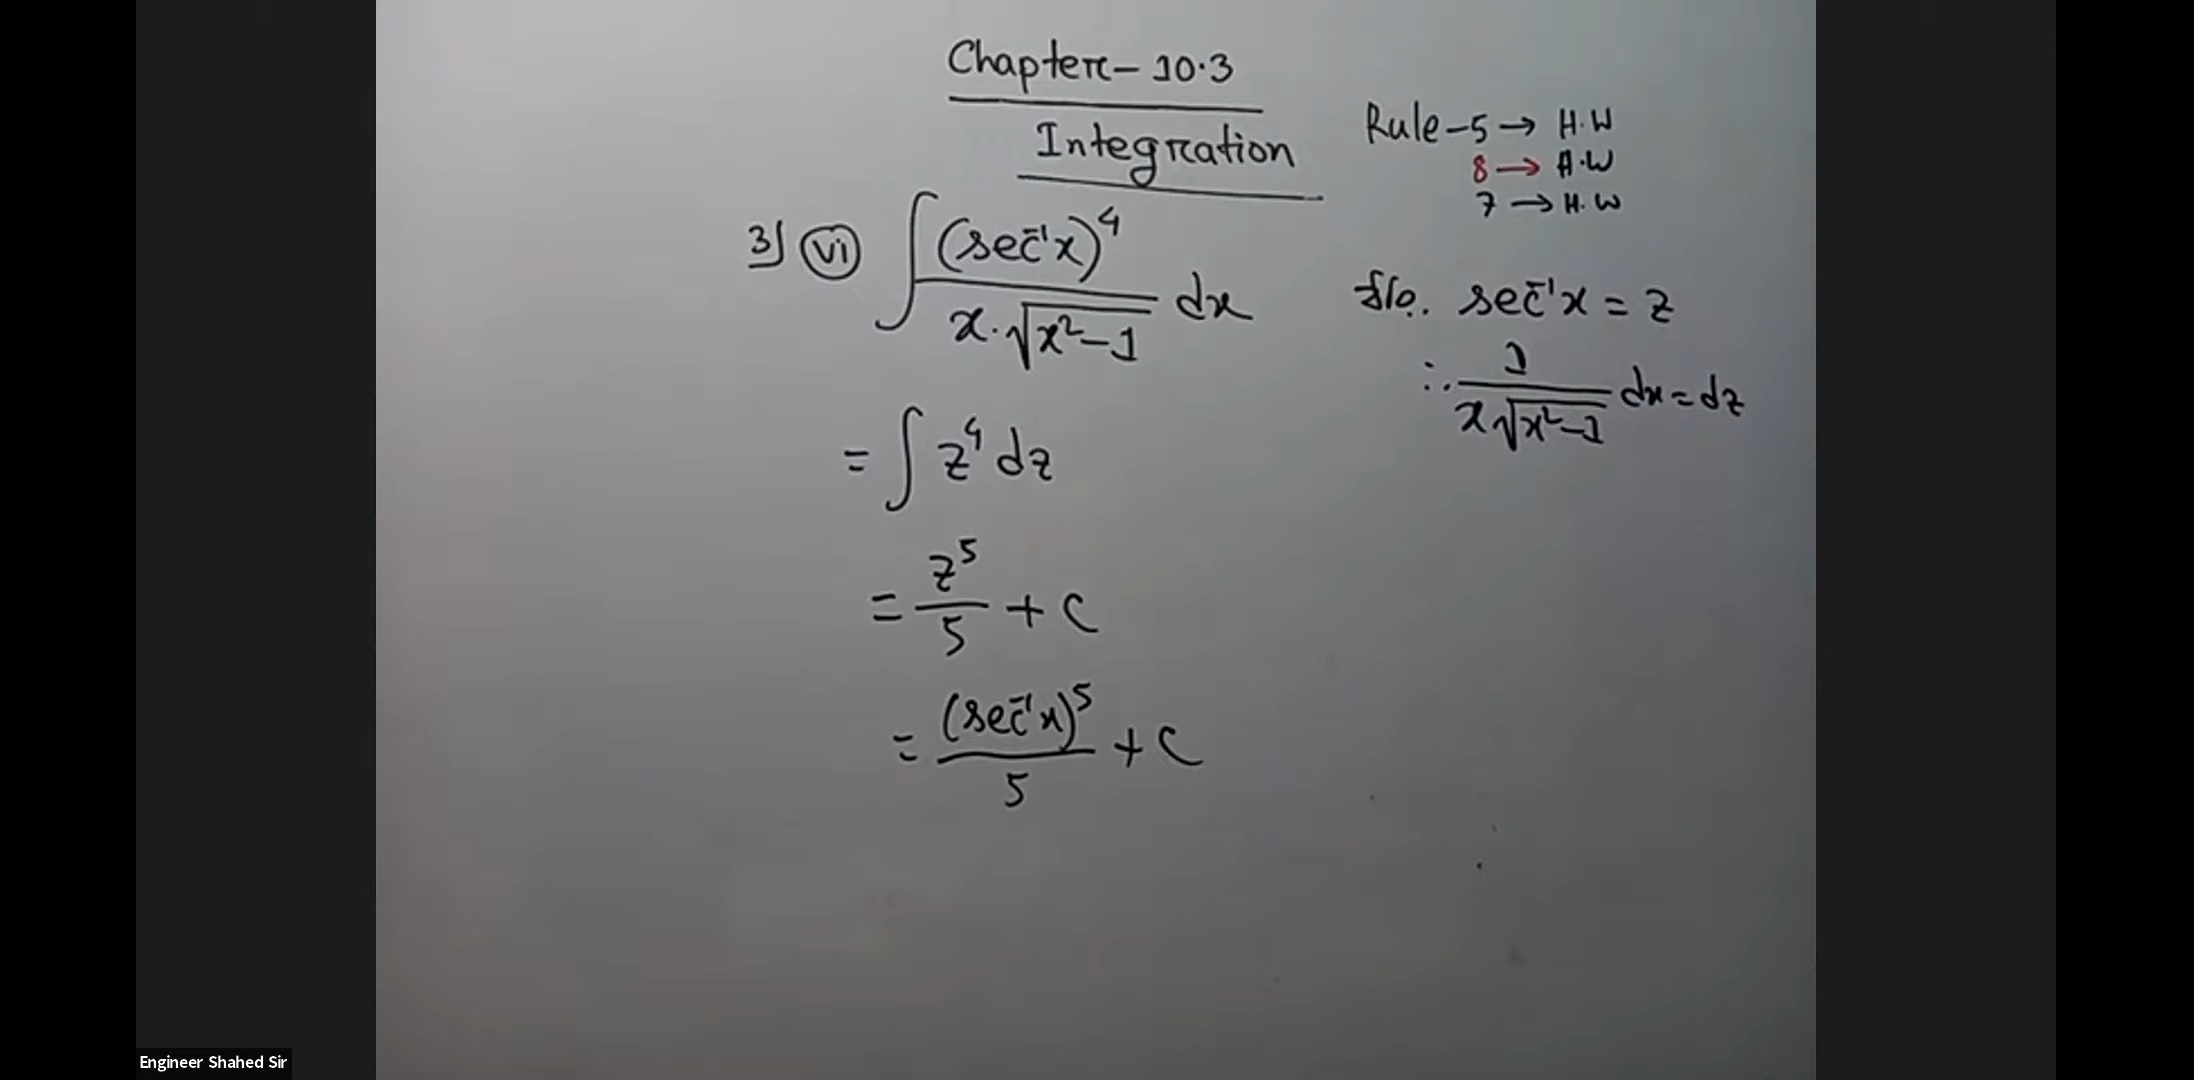 Chapter - 10.3
Integration
Rule-5 → H.W
8 → H.W
7 → H.W
3) (vi) ∫ (sec⁻¹x)⁴ / x·√(x²-1) dx
ধরি, sec⁻¹x = z
∴ 1 / x√(x²-1) dx = dz
= ∫ z⁴ dz
= z⁵ / 5 + c
= (sec⁻¹x)⁵ / 5 + c
Engineer Shahed Sir